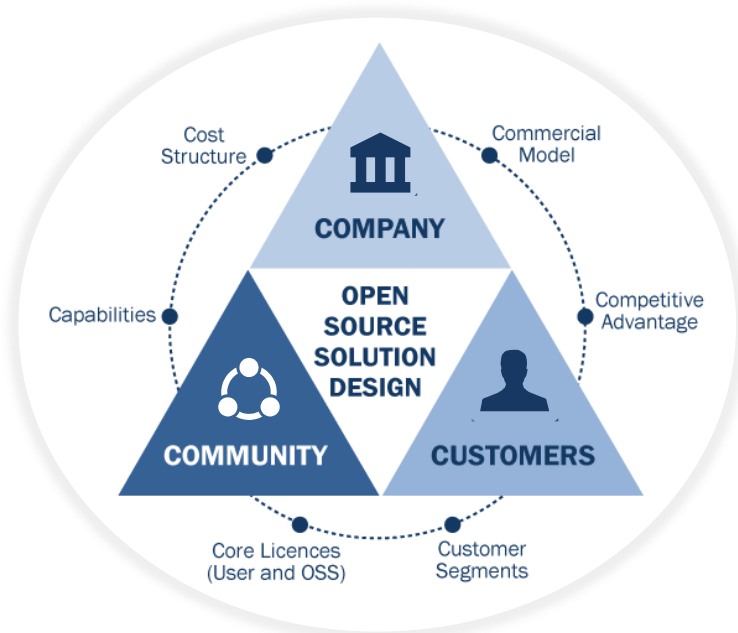 Cost
Structure
Commercial
Model
COMPANY
Capabilities
OPEN
SOURCE
SOLUTION
DESIGN
Competitive
Advantage
COMMUNITY
CUSTOMERS
Core Licences
(User and OSS)
Customer
Segments